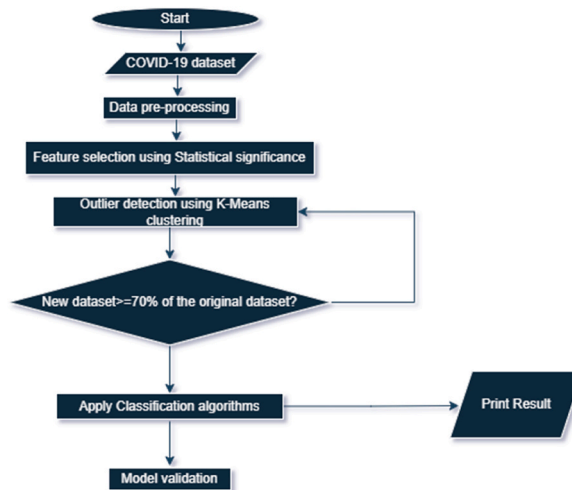 Start
COVID-19 dataset
Data pre-processing
Feature selection using Statistical significance
Outlier detection using K-Means
clustering
New dataset>=70% of the original dataset?
Apply Classification algorithms
Print Result
Model validation